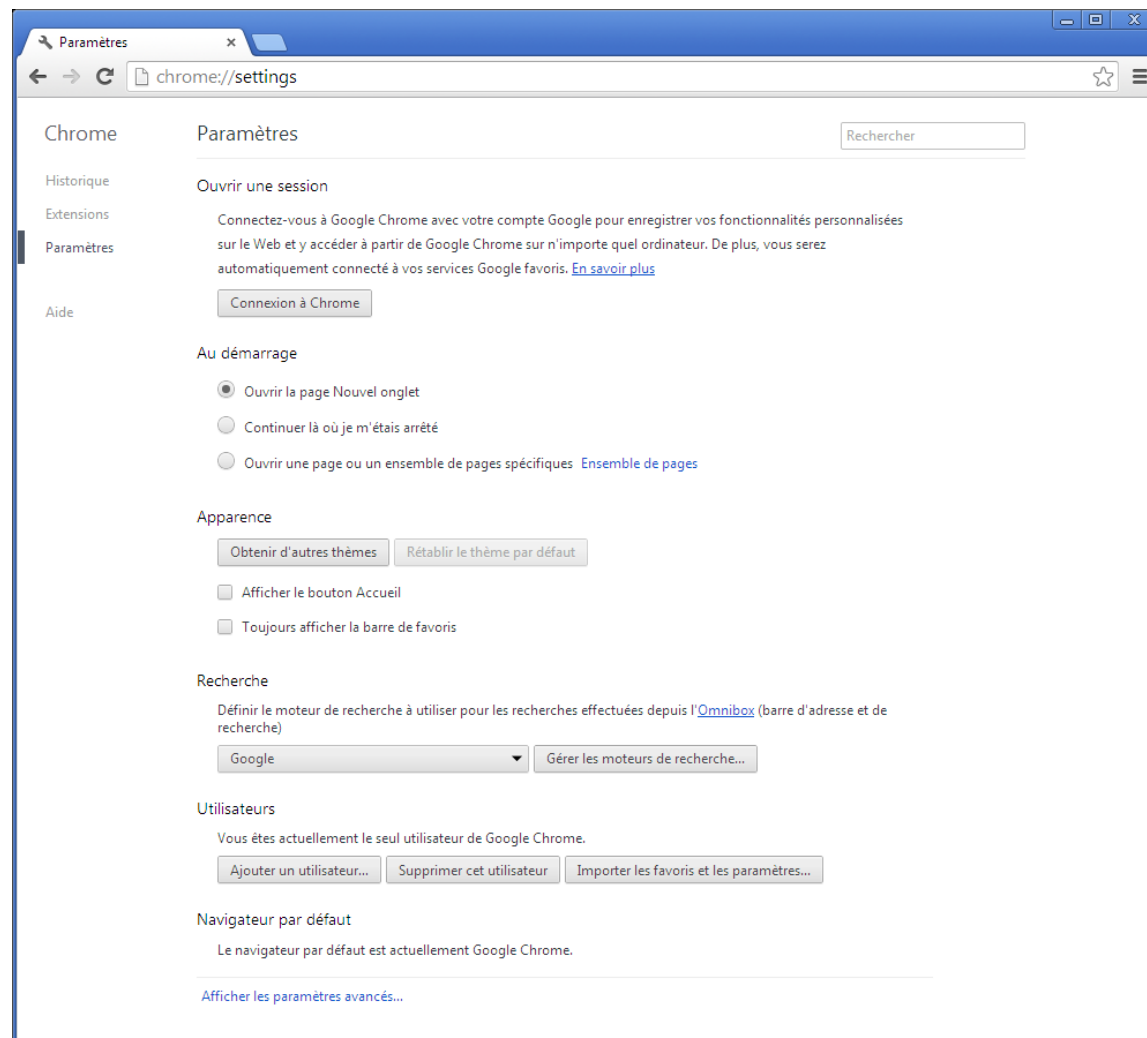 Paramètres
chrome://settings
Chrome
Paramètres
Rechercher
Historique
Extensions
Paramètres
Aide
Ouvrir une session
Connectez-vous à Google Chrome avec votre compte Google pour enregistrer vos fonctionnalités personnalisées
sur le Web et y accéder à partir de Google Chrome sur n'importe quel ordinateur. De plus, vous serez
automatiquement connecté à vos services Google favoris. En savoir plus
Connexion à Chrome
Au démarrage
Ouvrir la page Nouvel onglet
Continuer là où je m'étais arrêté
Ouvrir une page ou un ensemble de pages spécifiques Ensemble de pages
Apparence
Obtenir d'autres thèmes Rétablir le thème par défaut
Afficher le bouton Accueil
Toujours afficher la barre de favoris
Recherche
Définir le moteur de recherche à utiliser pour les recherches effectuées depuis l'Omnibox (barre d'adresse et de
recherche)
Google Gérer les moteurs de recherche...
Utilisateurs
Vous êtes actuellement le seul utilisateur de Google Chrome.
Ajouter un utilisateur... Supprimer cet utilisateur Importer les favoris et les paramètres...
Navigateur par défaut
Le navigateur par défaut est actuellement Google Chrome.
Afficher les paramètres avancés...